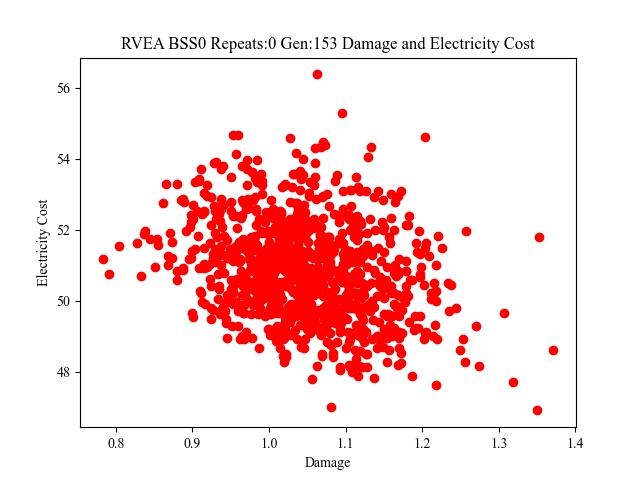 RVEA BSS0 Repeats:0 Gen:153 Damage and Electricity Cost
56
54
52
50
48
Electricity Cost
0.8 0.9 1.0 1.1 1.2 1.3 1.4
Damage